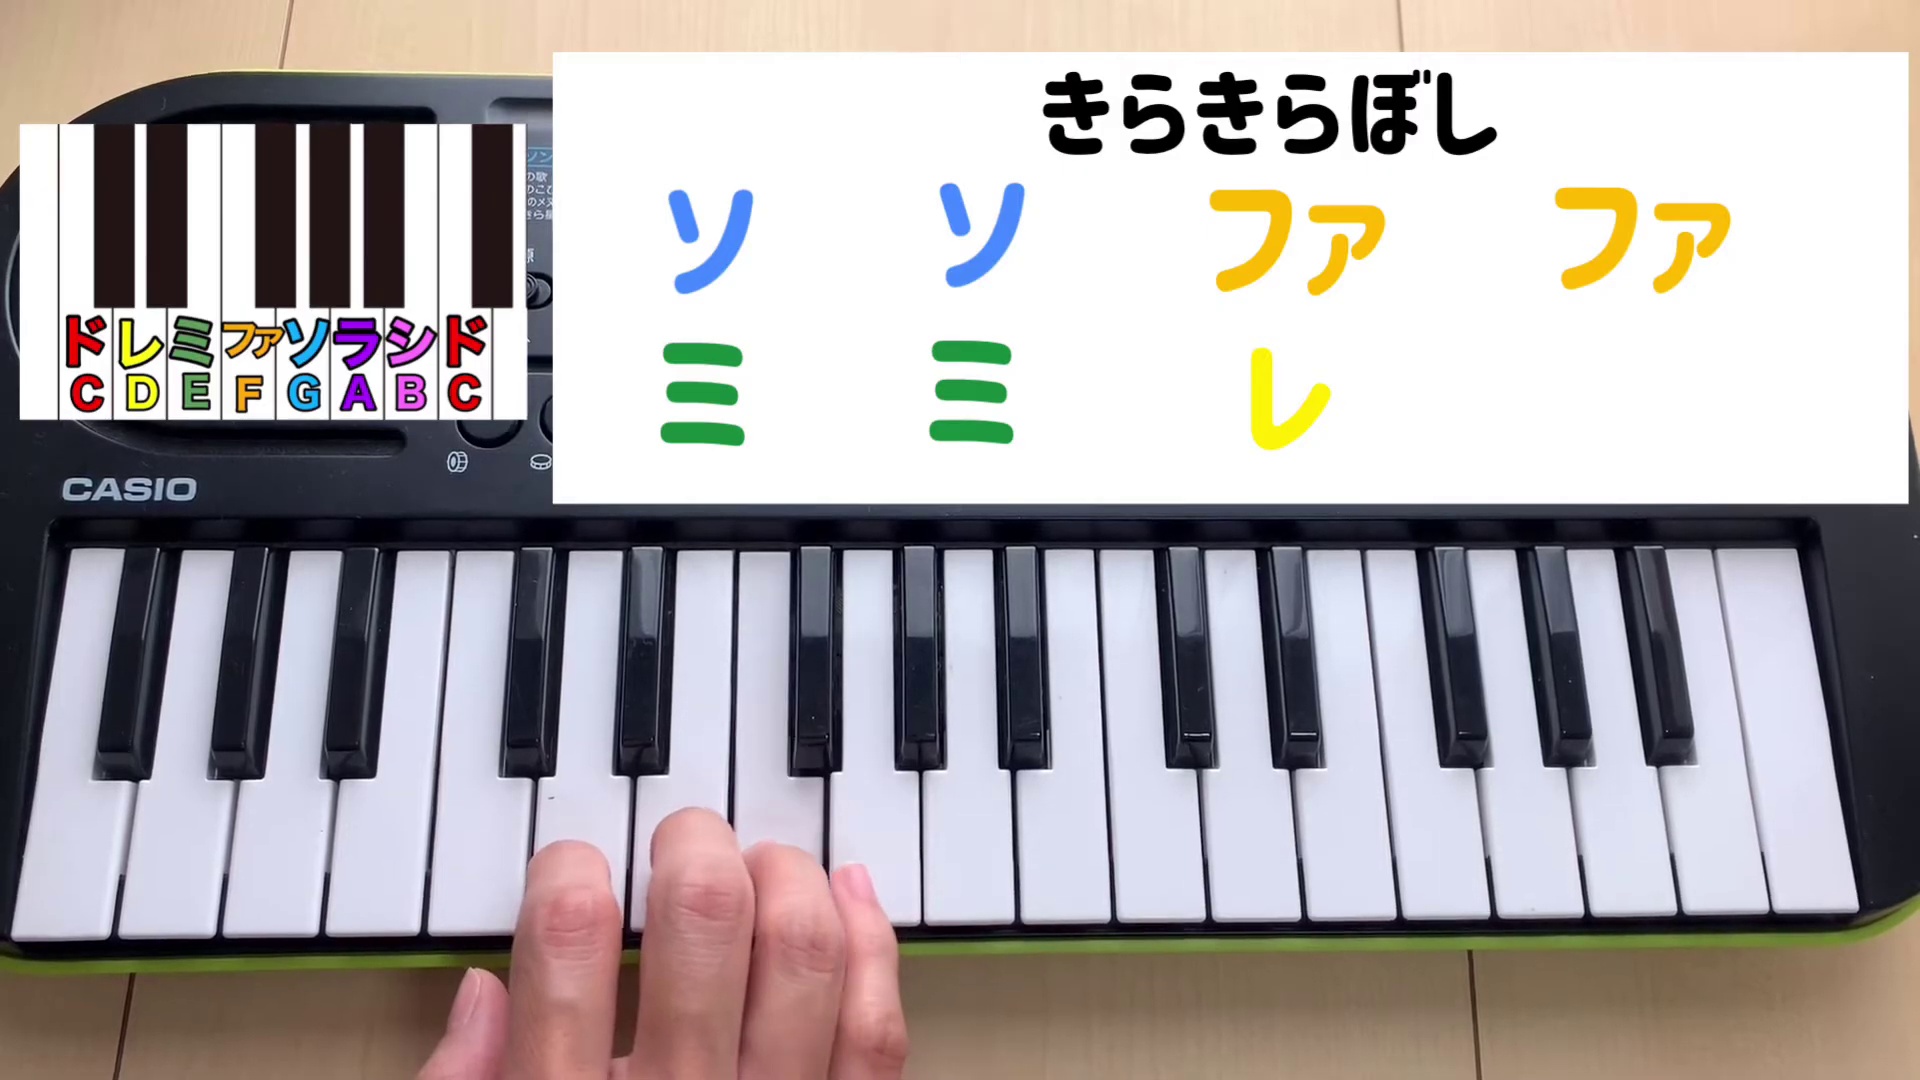 きらきらぼし
ソ ソ ファ ファ
ミ ミ レ
ド レ ミ ファ ソ ラ シ ド
C D E F G A B C
CASIO